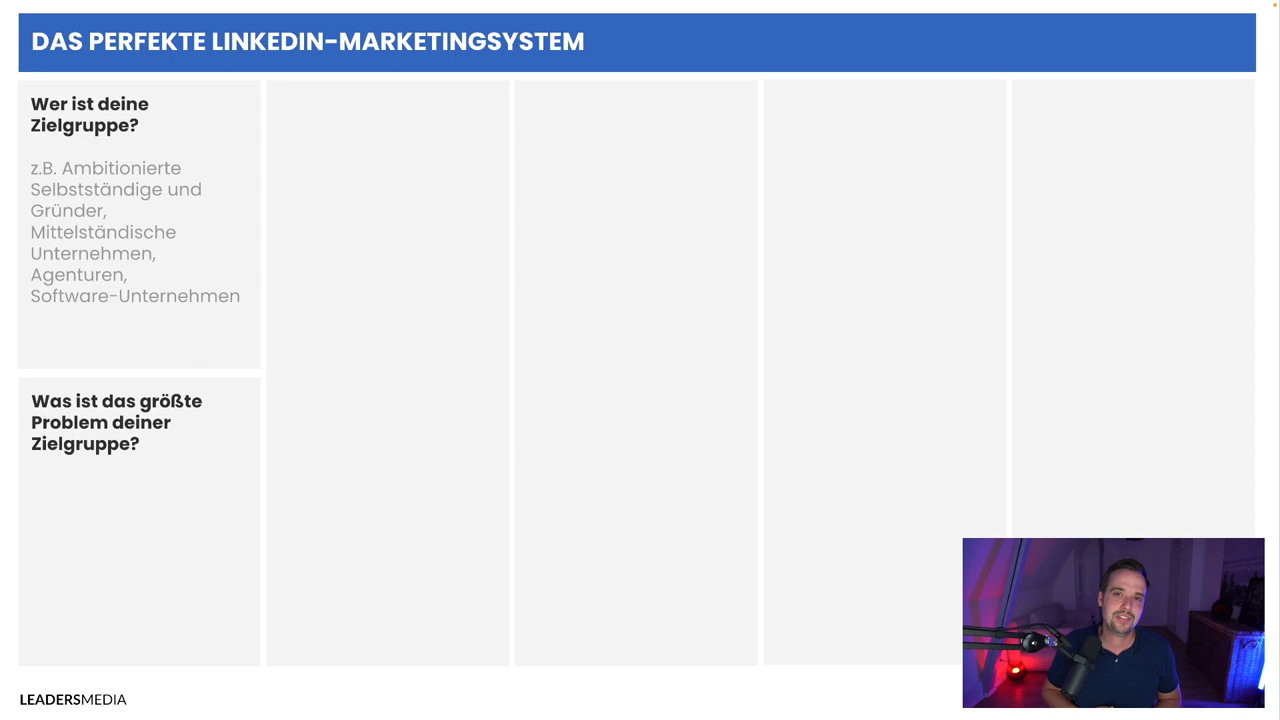 DAS PERFEKTE LINKEDIN-MARKETINGSYSTEM
Wer ist deine
Zielgruppe?
z.B. Ambitionierte
Selbstständige und
Gründer,
Mittelständische
Unternehmen,
Agenturen,
Software-Unternehmen
Was ist das größte
Problem deiner
Zielgruppe?
LEADERSMEDIA